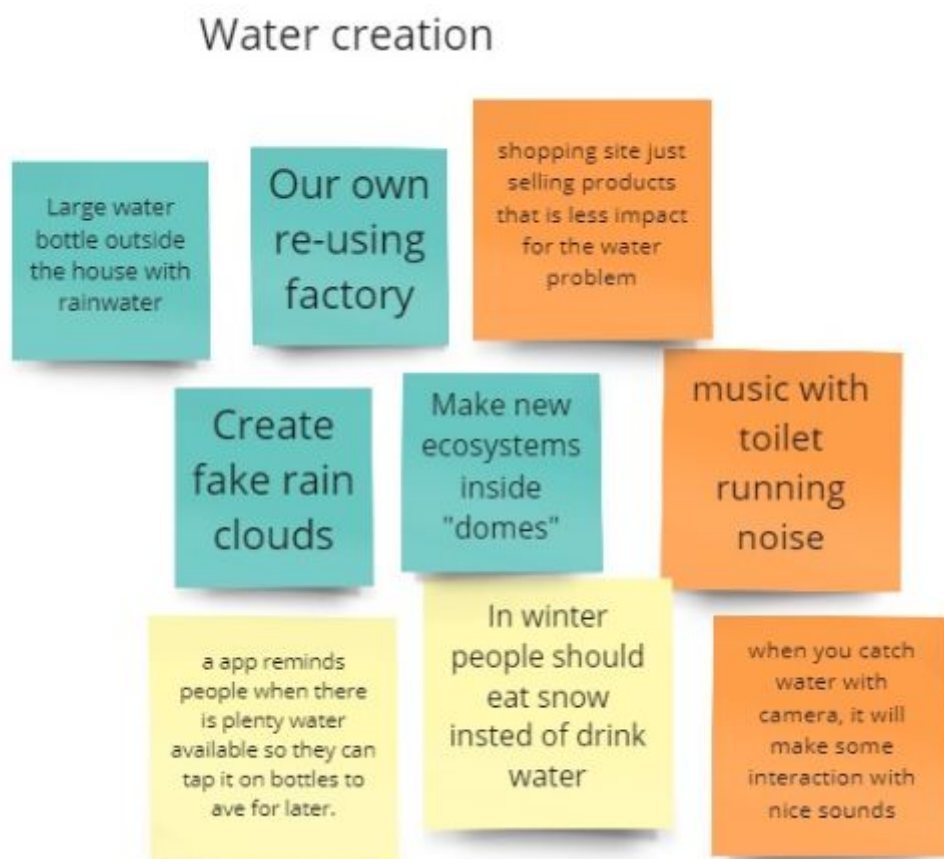 Water creation
Large water
bottle outside
the house with
rainwater
Our own
re-using
factory
shopping site just
selling products
that is less impact
for the water
problem
Create
fake rain
clouds
Make new
ecosystems
inside
"domes"
music with
toilet
running
noise
a app reminds
people when there
is plenty water
available so they can
tap it on bottles to
ave for later.
In winter
people should
eat snow
insted of drink
water
when you catch
water with
camera, it will
make some
interaction with
nice sounds